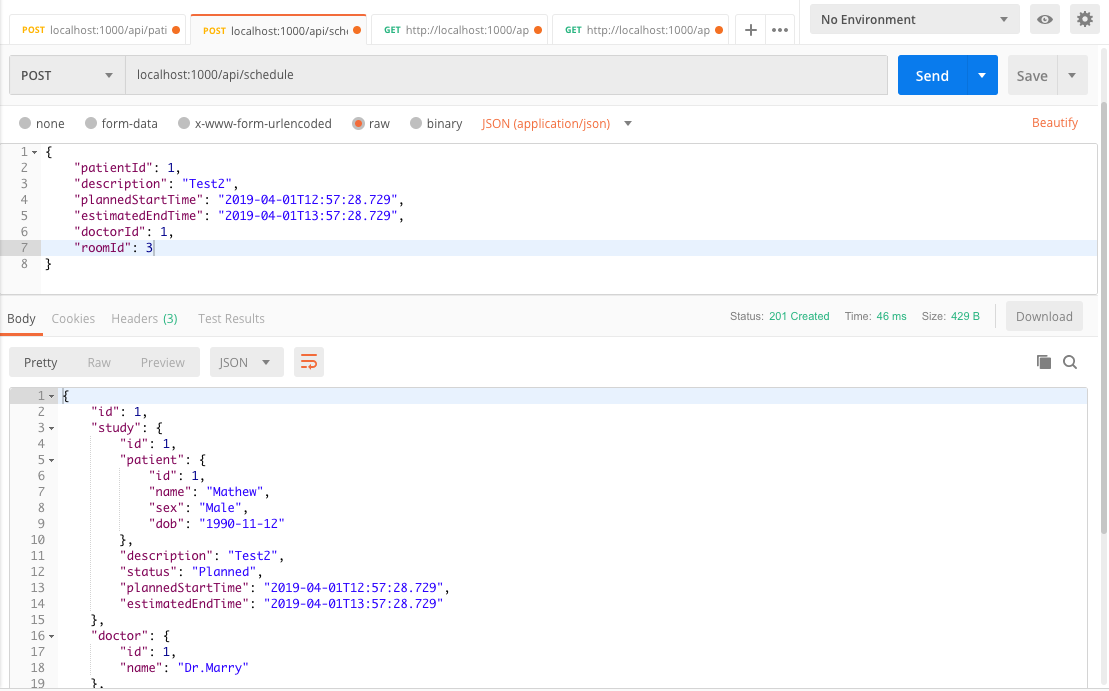 POST localhost:1000/api/pati
POST localhost:1000/api/sche
GET http://localhost:1000/ap
GET http://localhost:1000/ap
No Environment
POST localhost:1000/api/schedule Send Save
none form-data x-www-form-urlencoded raw binary JSON (application/json) Beautify
1 {
2 "patientId": 1,
3 "description": "Test2",
4 "plannedStartTime": "2019-04-01T12:57:28.729",
5 "estimatedEndTime": "2019-04-01T13:57:28.729",
6 "doctorId": 1,
7 "roomId": 3
8 }
Body Cookies Headers (3) Test Results Status: 201 Created Time: 46 ms Size: 429 B Download
Pretty Raw Preview JSON
1 {
2 "id": 1,
3 "study": {
4 "id": 1,
5 "patient": {
6 "id": 1,
7 "name": "Mathew",
8 "sex": "Male",
9 "dob": "1990-11-12"
10 },
11 "description": "Test2",
12 "status": "Planned",
13 "plannedStartTime": "2019-04-01T12:57:28.729",
14 "estimatedEndTime": "2019-04-01T13:57:28.729"
15 },
16 "doctor": {
17 "id": 1,
18 "name": "Dr.Marry"
19 },